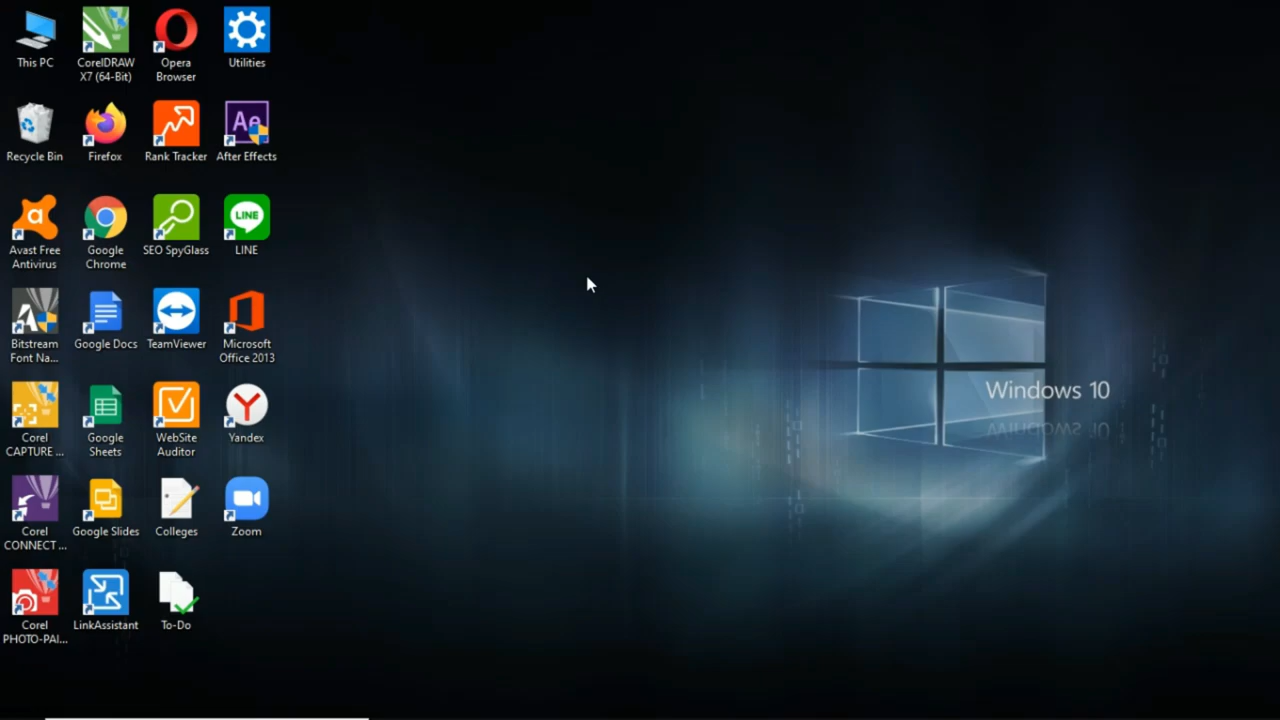 This PC
CorelDRAW
X7 (64-Bit)
Opera
Browser
Utilities
Recycle Bin
Firefox
Rank Tracker
Ae
After Effects
a
Avast Free
Antivirus
Google
Chrome
SEO SpyGlass
LINE
LINE
A
Bitstream
Font Na...
Google Docs
TeamViewer
Microsoft
Office 2013
Corel
CAPTURE ...
Google
Sheets
WebSite
Auditor
Y
Yandex
Corel
CONNECT ...
Google Slides
Colleges
Zoom
Corel
PHOTO-PAI...
LinkAssistant
To-Do
Windows 10